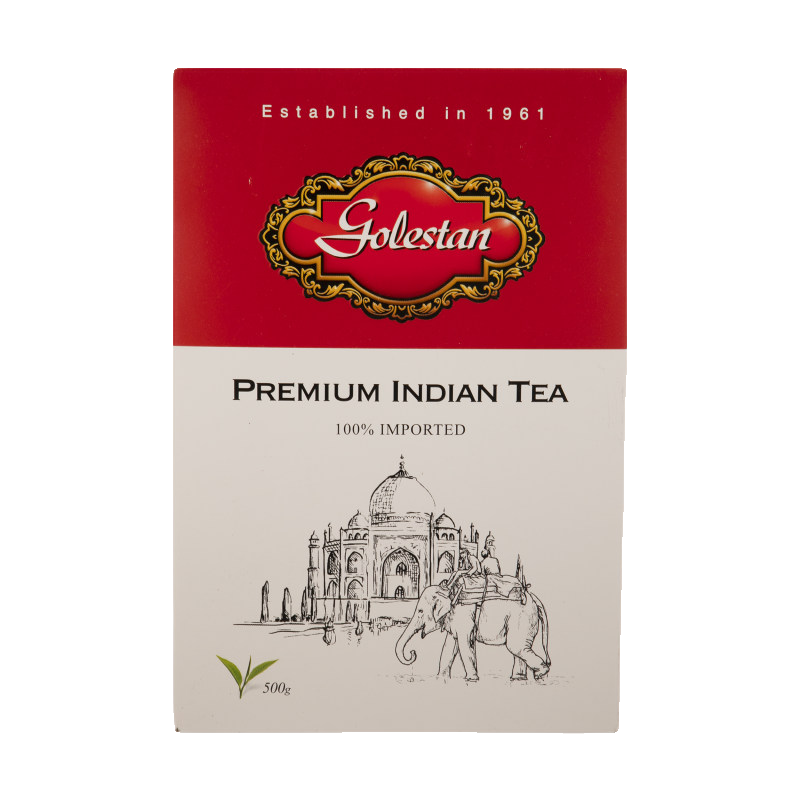 Established in 1961
Golestan
PREMIUM INDIAN TEA
100% IMPORTED
500g